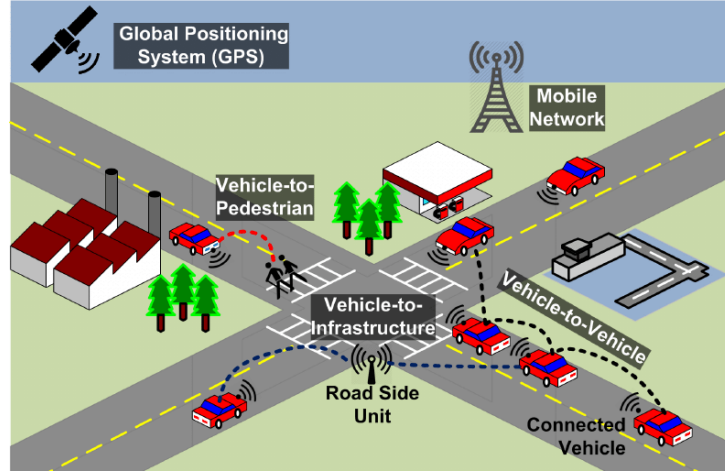 Global Positioning
System (GPS)
Mobile
Network
Vehicle-to-
Pedestrian
Vehicle-to-
Infrastructure
Vehicle-to-Vehicle
Road Side
Unit
Connected
Vehicle